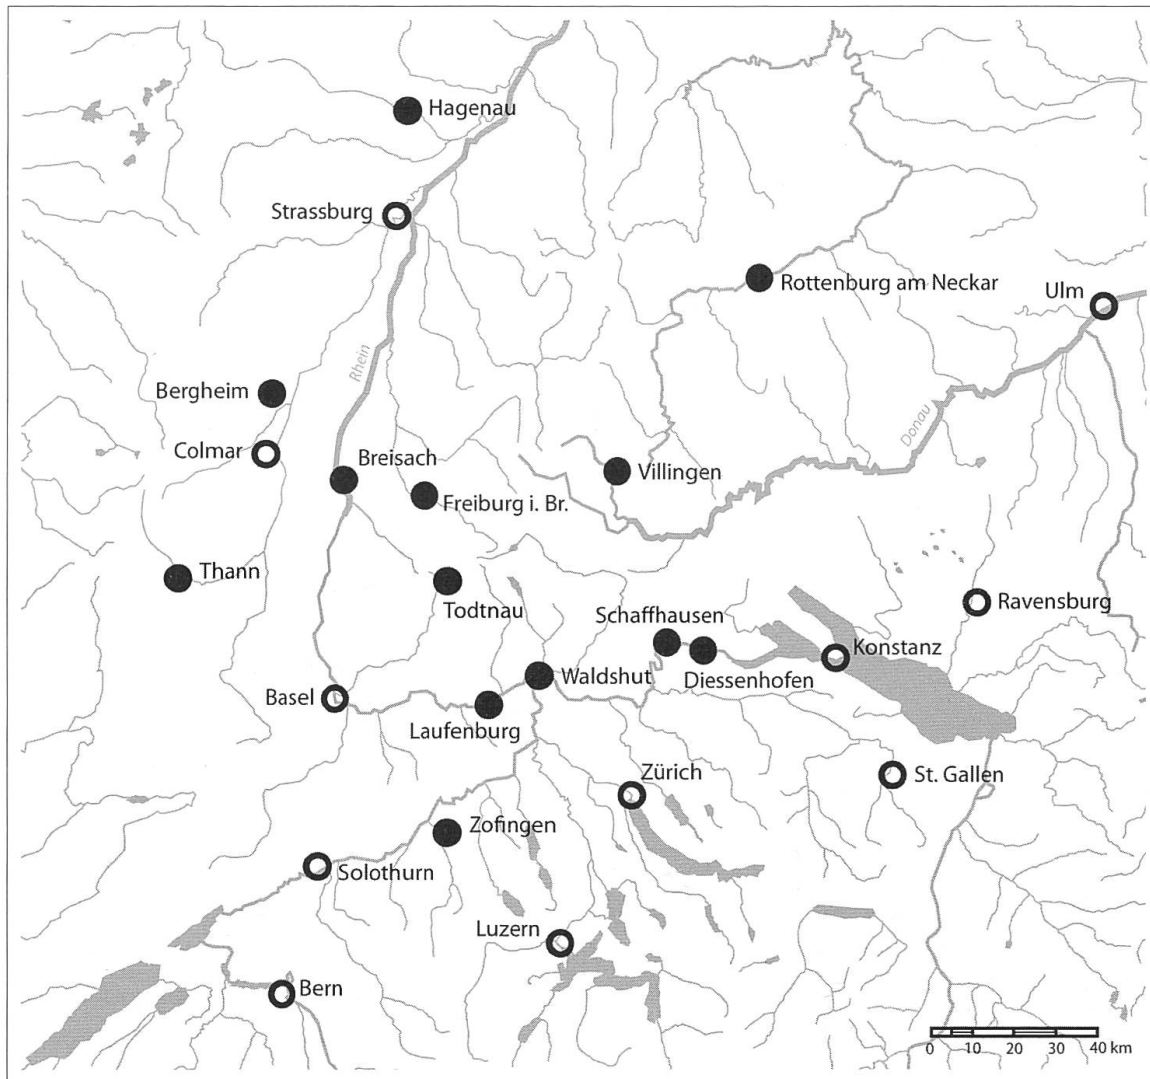 Hagenau
Strassburg
Rottenburg am Neckar
Ulm
Rhein
Bergheim
Donau
Colmar
Breisach
Villingen
Freiburg i. Br.
Thann
Todtnau
Ravensburg
Schaffhausen
Konstanz
Waldshut
Diessenhofen
Basel
Laufenburg
Zürich
St. Gallen
Zofingen
Solothurn
Luzern
Bern
0 10 20 30 40 km